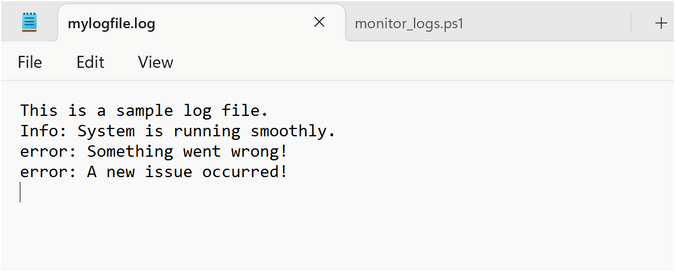 mylogfile.log
monitor_logs.ps1
File Edit View
This is a sample log file.
Info: System is running smoothly.
error: Something went wrong!
error: A new issue occurred!